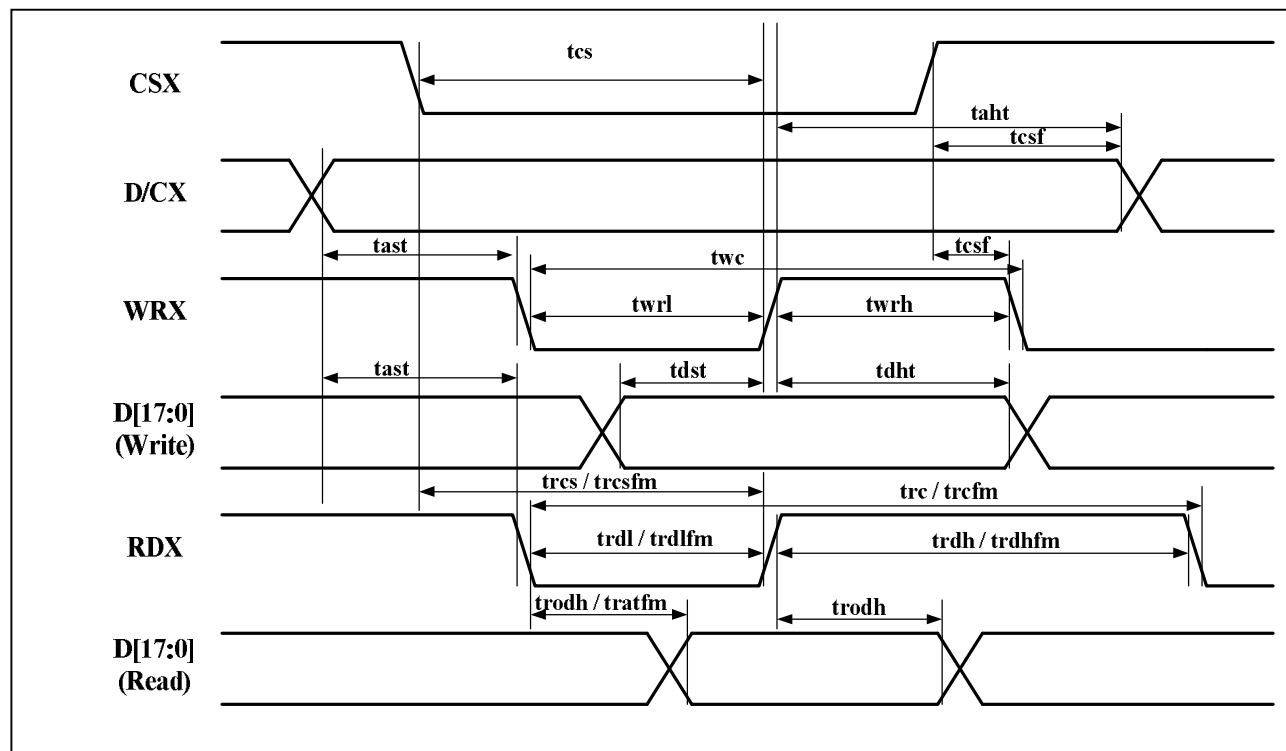 tcs
CSX
taht
tcsf
D/CX
tast
tcsf
twc
WRX
twrl
twrh
tast
tdst
tdht
D[17:0]
(Write)
trcs / trcsfm
trc / trcfm
RDX
trdl / trdlfm
trdh / trdhfm
trodh / tratfm
trodh
D[17:0]
(Read)